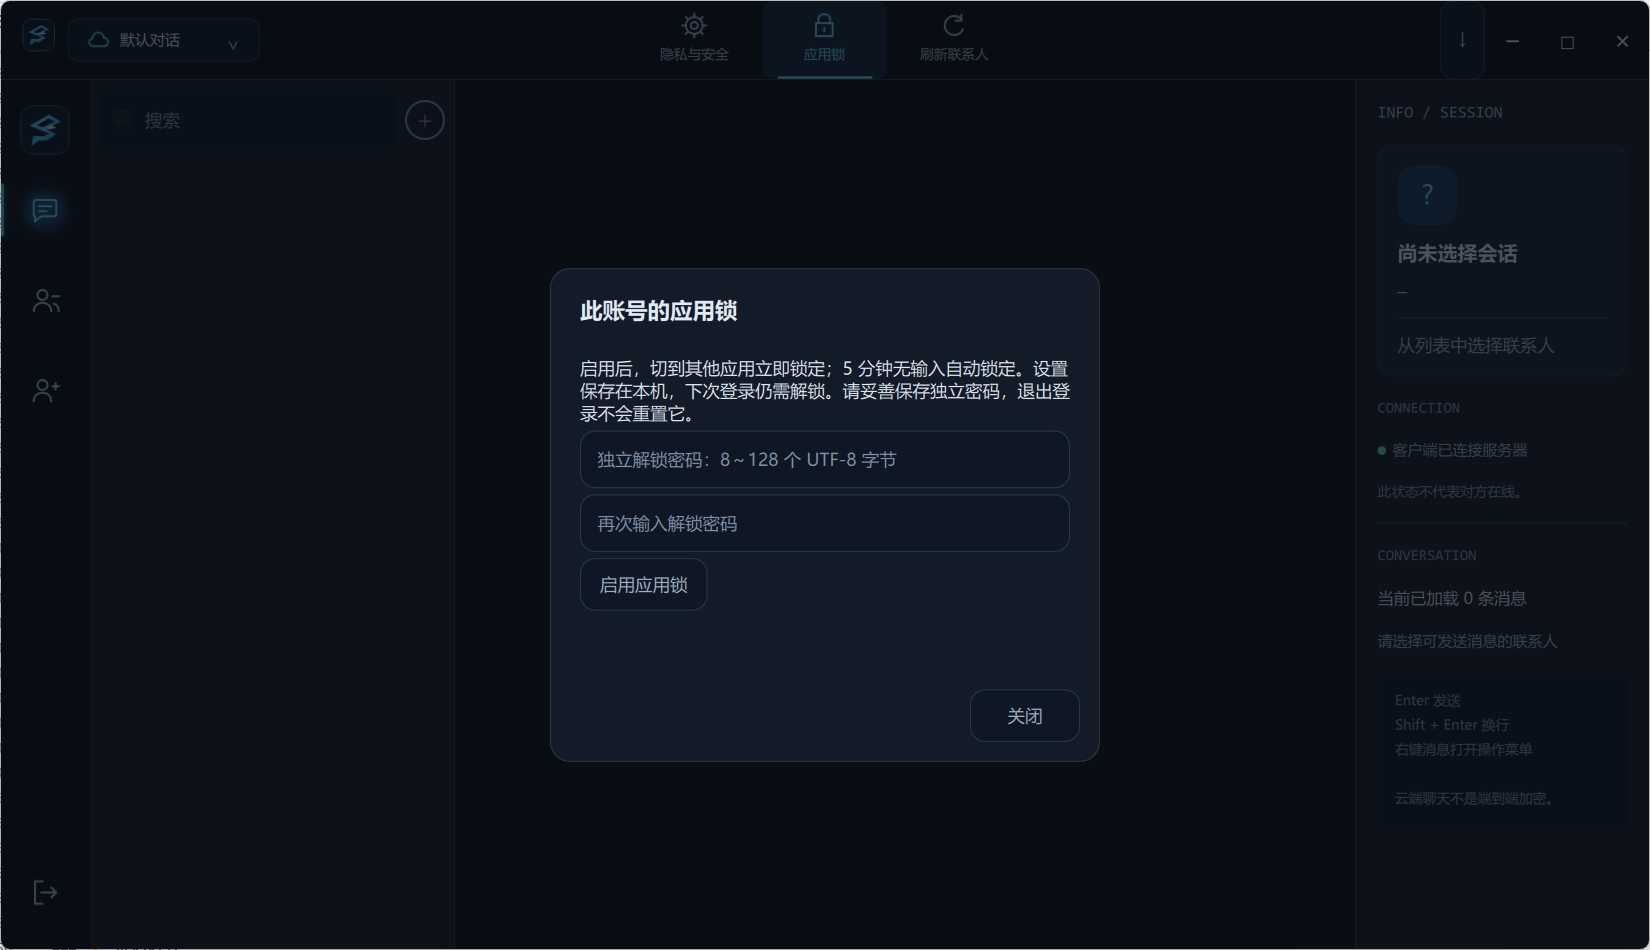 默认对话
隐私与安全
应用锁
刷新联系人
搜索
INFO / SESSION
?
尚未选择会话
–
从列表中选择联系人
CONNECTION
客户端已连接服务器
此状态不代表对方在线。
CONVERSATION
当前已加载 0 条消息
请选择可发送消息的联系人
Enter 发送
Shift + Enter 换行
右键消息打开操作菜单
云端聊天不是端到端加密。
此账号的应用锁
启用后，切到其他应用立即锁定；5 分钟无输入自动锁定。设置
保存在本机，下次登录仍需解锁。请妥善保存独立密码，退出登
录不会重置它。
独立解锁密码：8～128 个 UTF-8 字节
再次输入解锁密码
启用应用锁
关闭